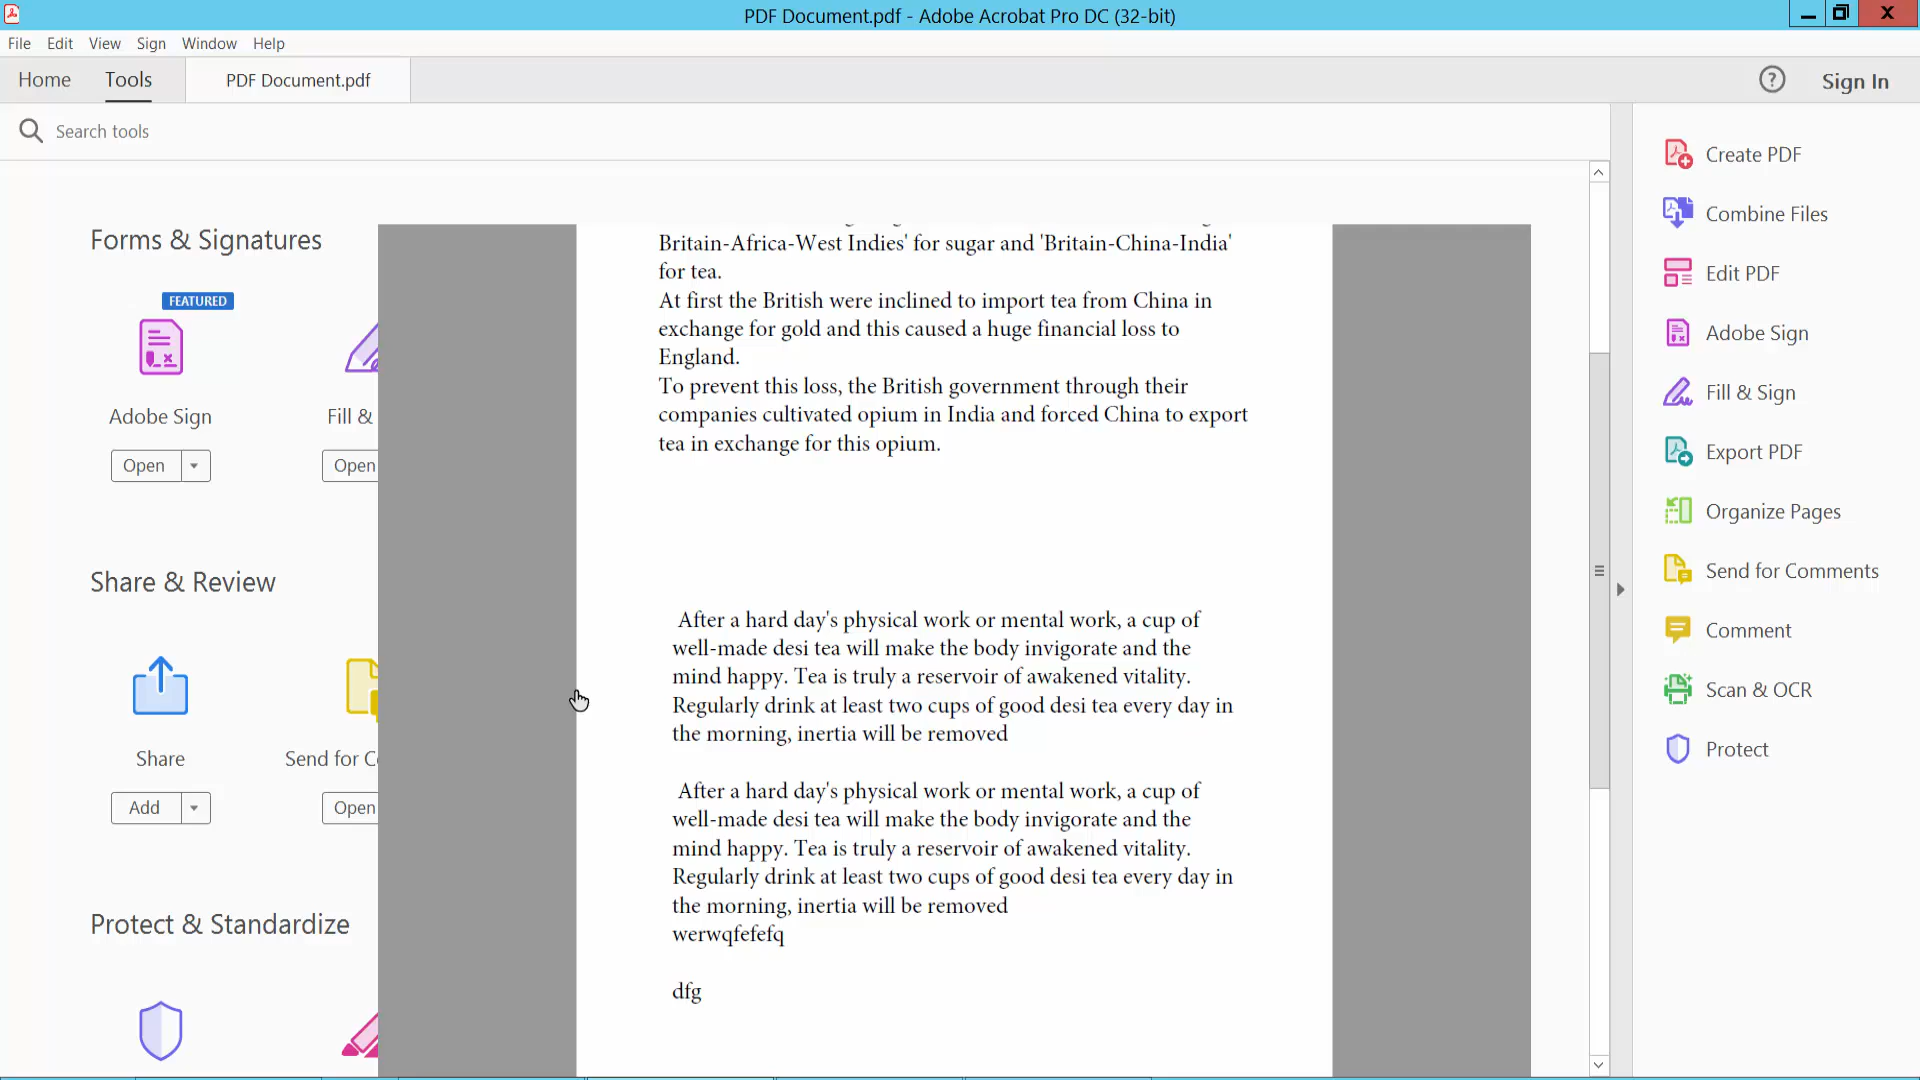 PDF Document.pdf - Adobe Acrobat Pro DC (32-bit)
File Edit View Sign Window Help
Home Tools PDF Document.pdf Sign In
Search tools
Forms & Signatures
FEATURED
Adobe Sign
Fill &
Open
Open
Share & Review
Share
Send for C
Add
Open
Protect & Standardize
Britain-Africa-West Indies' for sugar and 'Britain-China-India'
for tea.
At first the British were inclined to import tea from China in
exchange for gold and this caused a huge financial loss to
England.
To prevent this loss, the British government through their
companies cultivated opium in India and forced China to export
tea in exchange for this opium.
After a hard day's physical work or mental work, a cup of
well-made desi tea will make the body invigorate and the
mind happy. Tea is truly a reservoir of awakened vitality.
Regularly drink at least two cups of good desi tea every day in
the morning, inertia will be removed
After a hard day's physical work or mental work, a cup of
well-made desi tea will make the body invigorate and the
mind happy. Tea is truly a reservoir of awakened vitality.
Regularly drink at least two cups of good desi tea every day in
the morning, inertia will be removed
werwqfefefq
dfg
Create PDF
Combine Files
Edit PDF
Adobe Sign
Fill & Sign
Export PDF
Organize Pages
Send for Comments
Comment
Scan & OCR
Protect